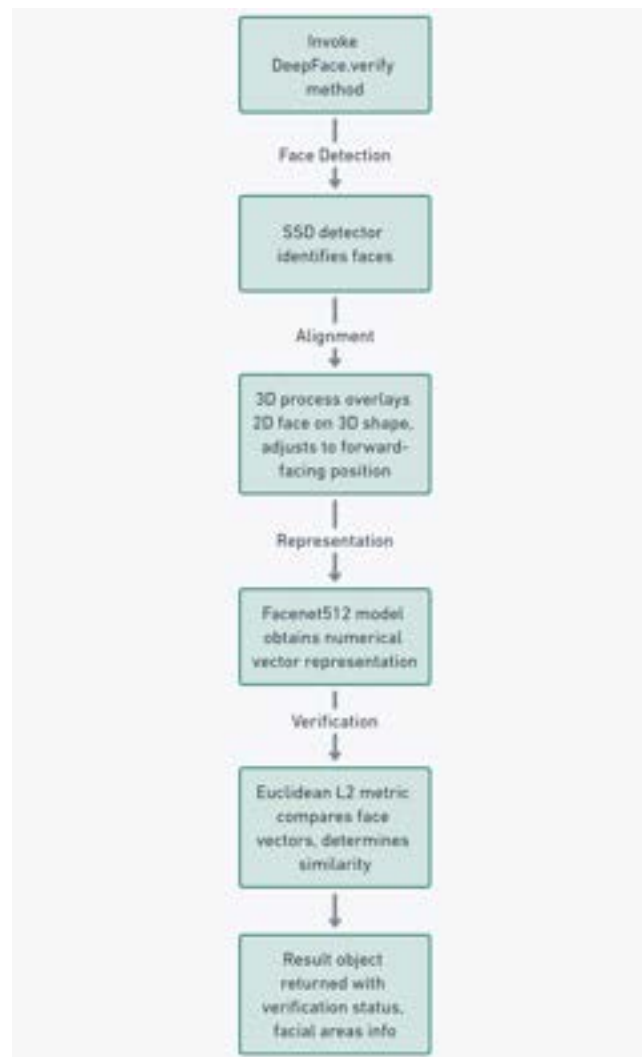 Invoke
DeepFace.verify
method
Face Detection
SSD detector
identifies faces
Alignment
3D process overlays
2D face on 3D shape,
adjusts to forward-
facing position
Representation
Facenet512 model
obtains numerical
vector representation
Verification
Euclidean L2 metric
compares face
vectors, determines
similarity
Result object
returned with
verification status,
facial areas info